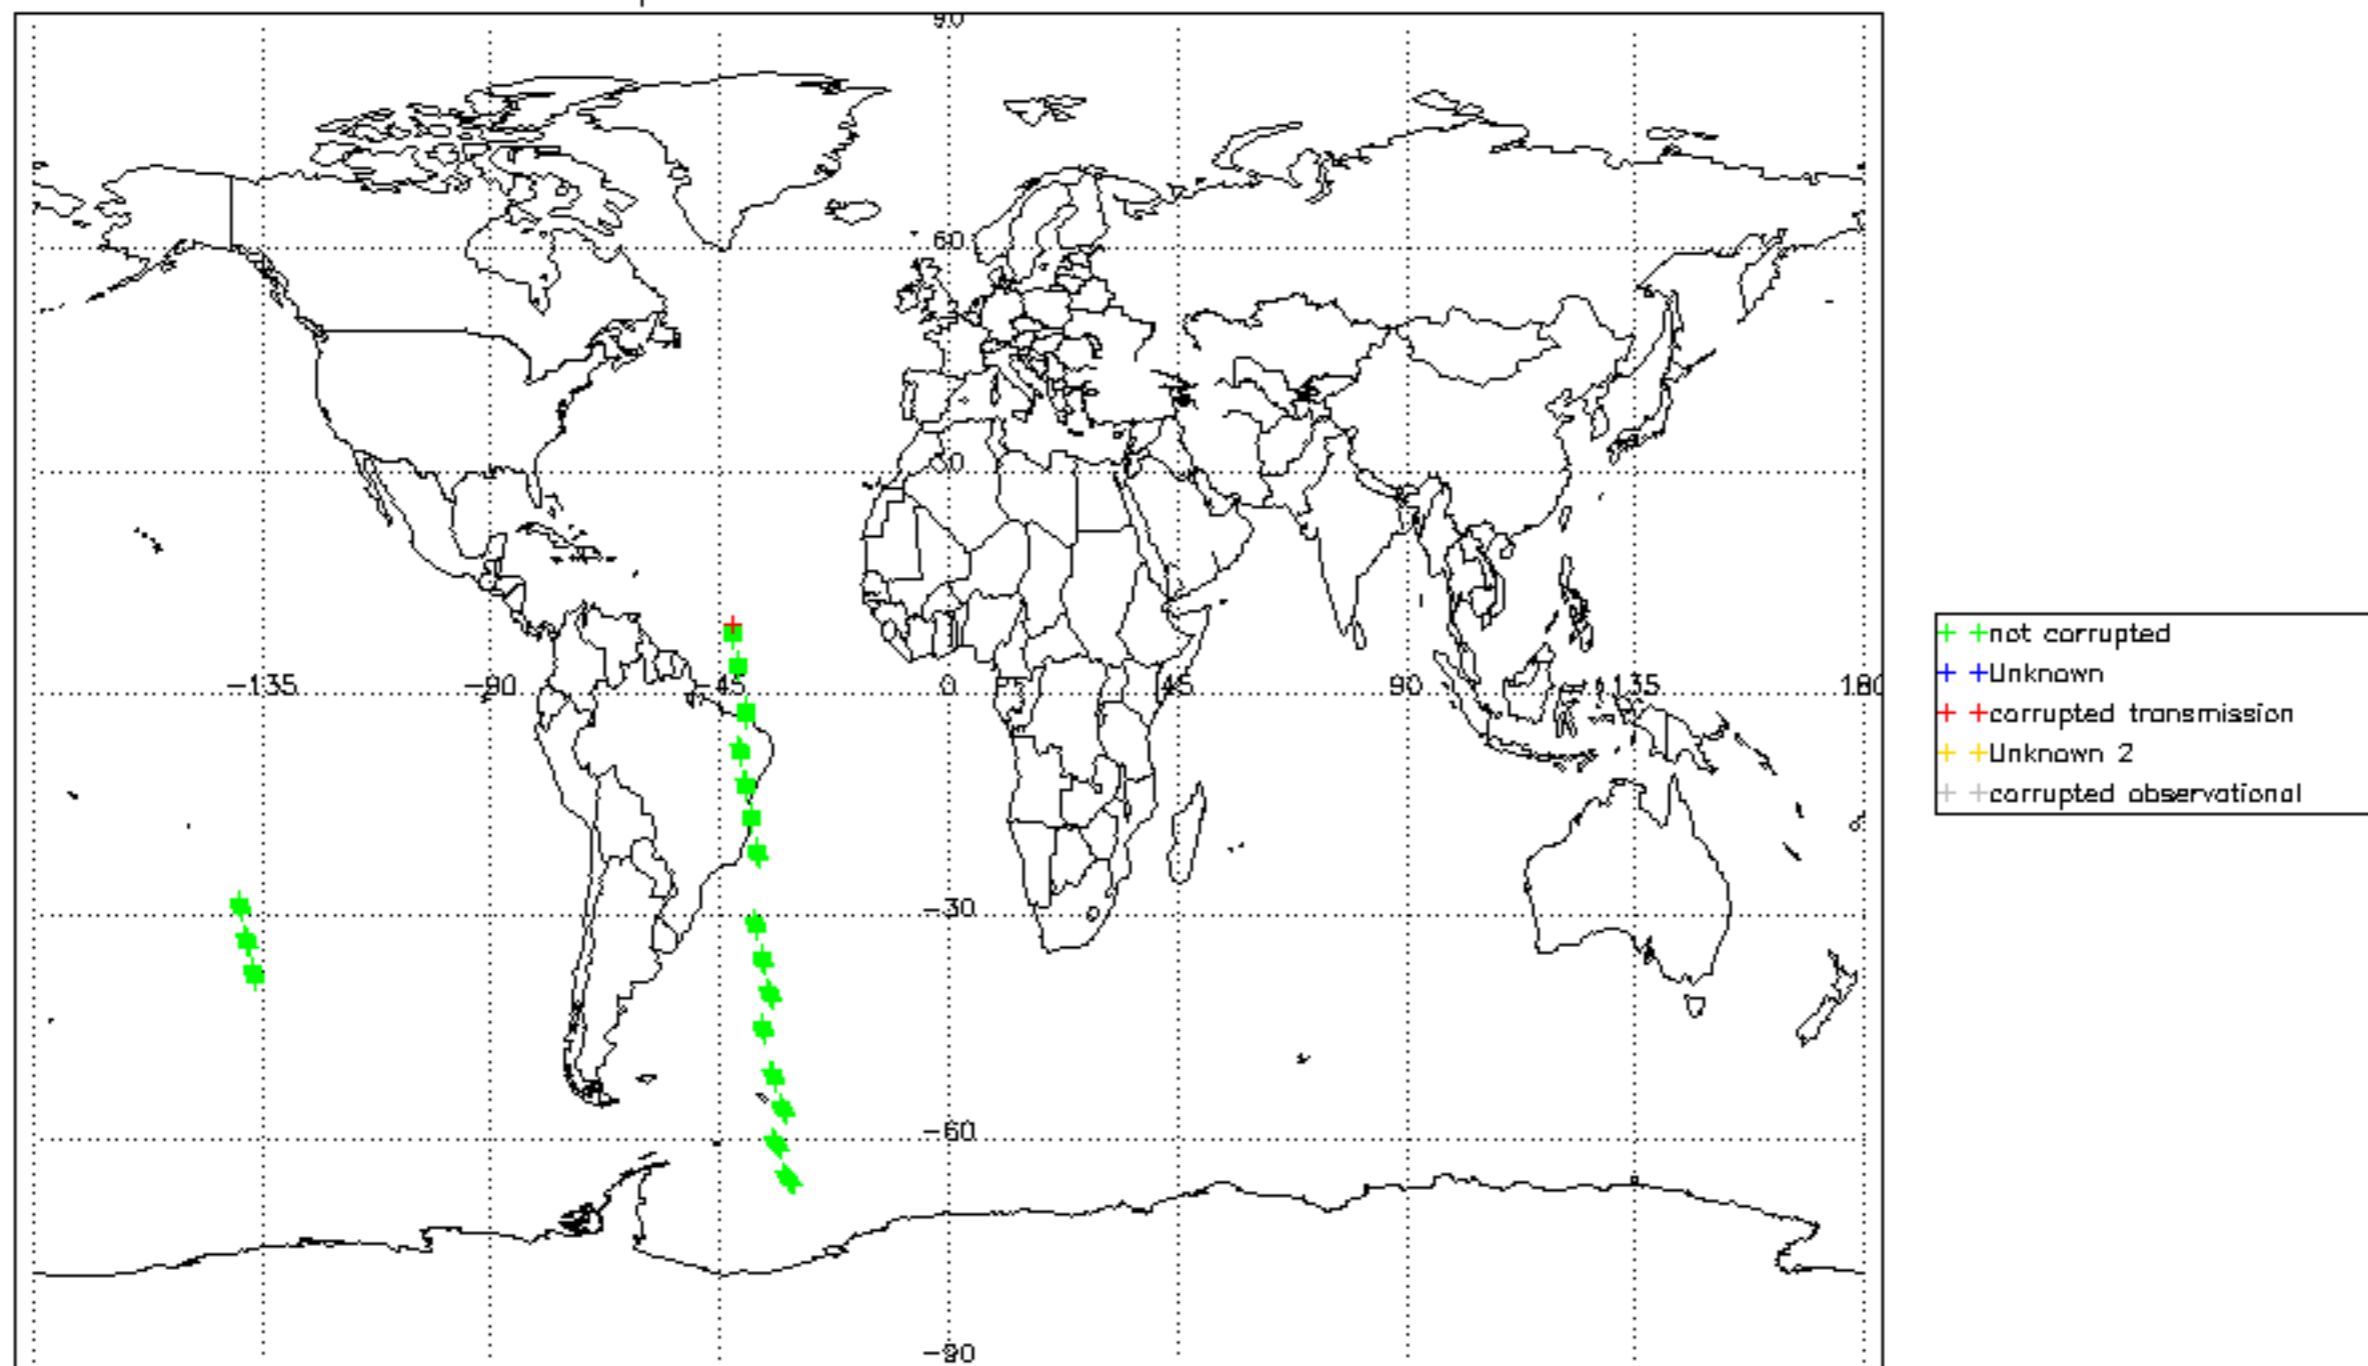 90
60
30
-135 -90 -45 0 45 90 135 180
-30
-60
-90
+ +not corrupted
+ +Unknown
+ +corrupted transmission
+ +Unknown 2
+ +corrupted observational